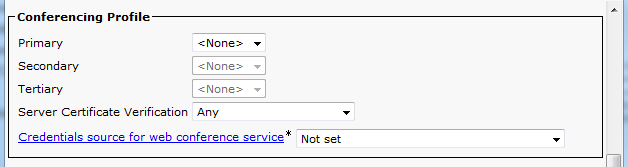 Conferencing Profile
Primary <None>
Secondary <None>
Tertiary <None>
Server Certificate Verification Any
Credentials source for web conference service* Not set